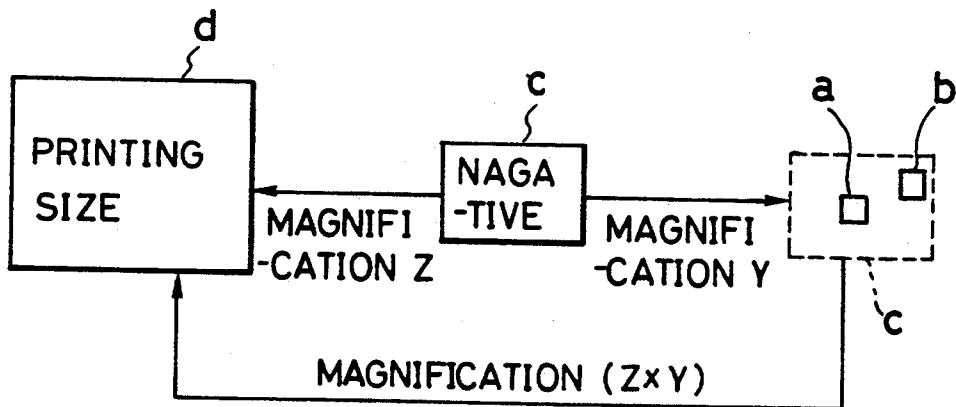 d
c
a
b
PRINTING
SIZE
NAGA
-TIVE
MAGNIFI
-CATION Z
MAGNIFI
-CATION Y
c
MAGNIFICATION (Z×Y)